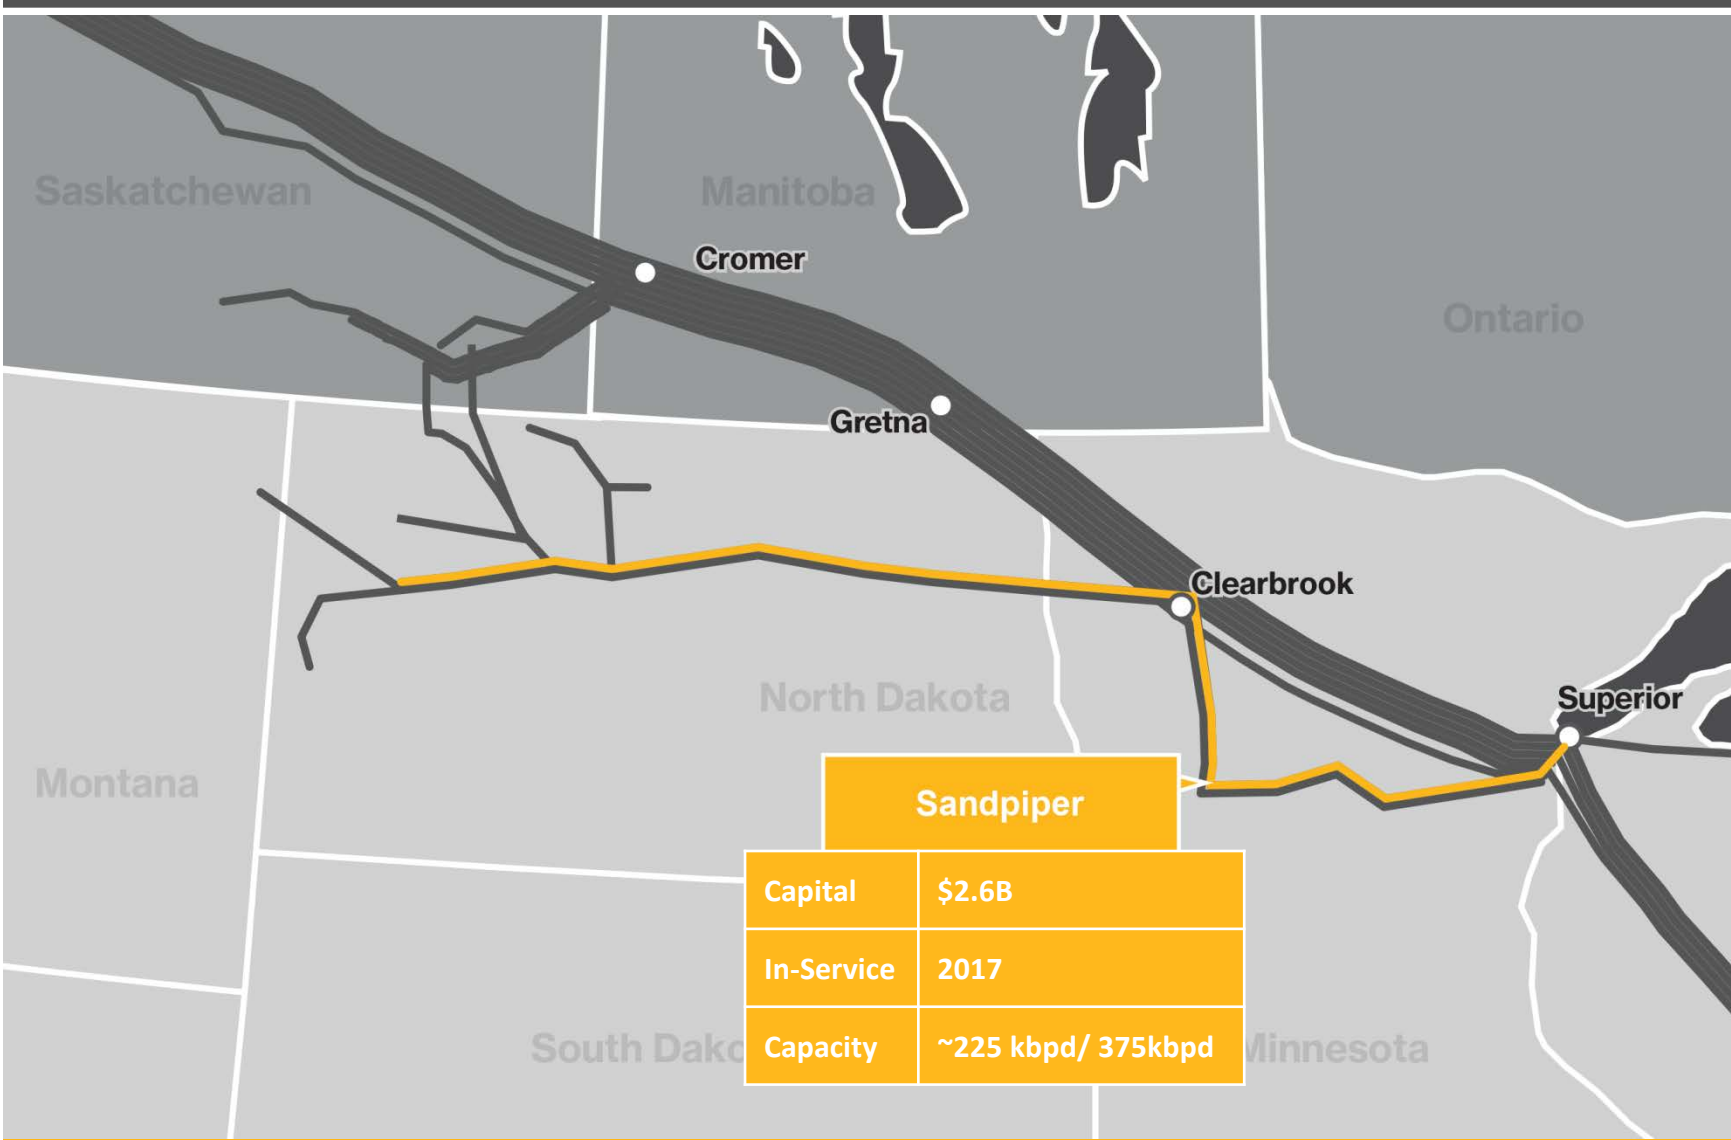 Saskatchewan
Manitoba
Cromer
Ontario
Gretna
Clearbrook
North Dakota
Superior
Montana
Sandpiper
Capital $2.6B
In-Service 2017
South Dako
Capacity ~225 kbpd/ 375kbpd
Minnesota